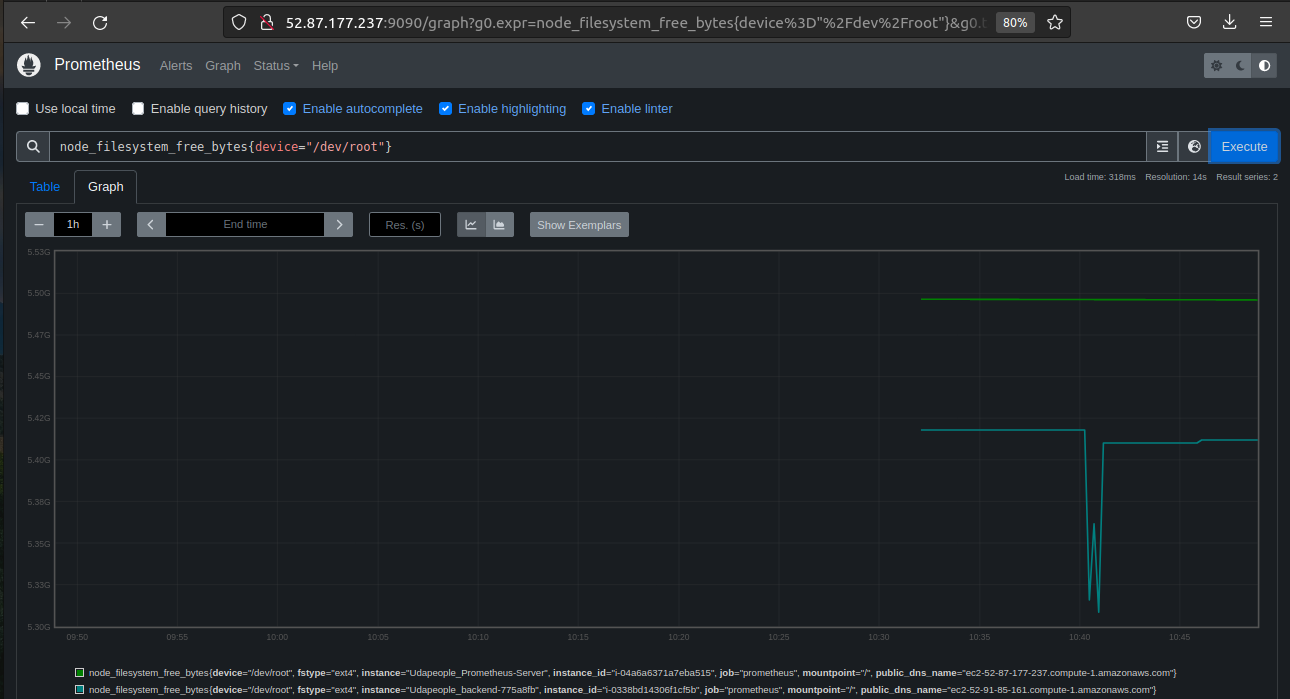 52.87.177.237:9090/graph?g0.expr=node_filesystem_free_bytes{device%3D"%2Fdev%2Froot"}&g0.
80%
Prometheus Alerts Graph Status Help
Use local time Enable query history Enable autocomplete Enable highlighting Enable linter
node_filesystem_free_bytes{device="/dev/root"}
Execute
Load time: 318ms Resolution: 14s Result series: 2
Table Graph
− 1h + End time Res. (s) Show Exemplars
5.53G
5.50G
5.47G
5.45G
5.42G
5.40G
5.38G
5.35G
5.33G
5.30G
09:50 09:55 10:00 10:05 10:10 10:15 10:20 10:25 10:30 10:35 10:40 10:45
node_filesystem_free_bytes{device="/dev/root", fstype="ext4", instance="Udapeople_Prometheus-Server", instance_id="i-04a6a6371a7eba515", job="prometheus", mountpoint="/", public_dns_name="ec2-52-87-177-237.compute-1.amazonaws.com"}
node_filesystem_free_bytes{device="/dev/root", fstype="ext4", instance="Udapeople_backend-775a8fb", instance_id="i-0338bd14306f1cf5b", job="prometheus", mountpoint="/", public_dns_name="ec2-52-91-85-161.compute-1.amazonaws.com"}